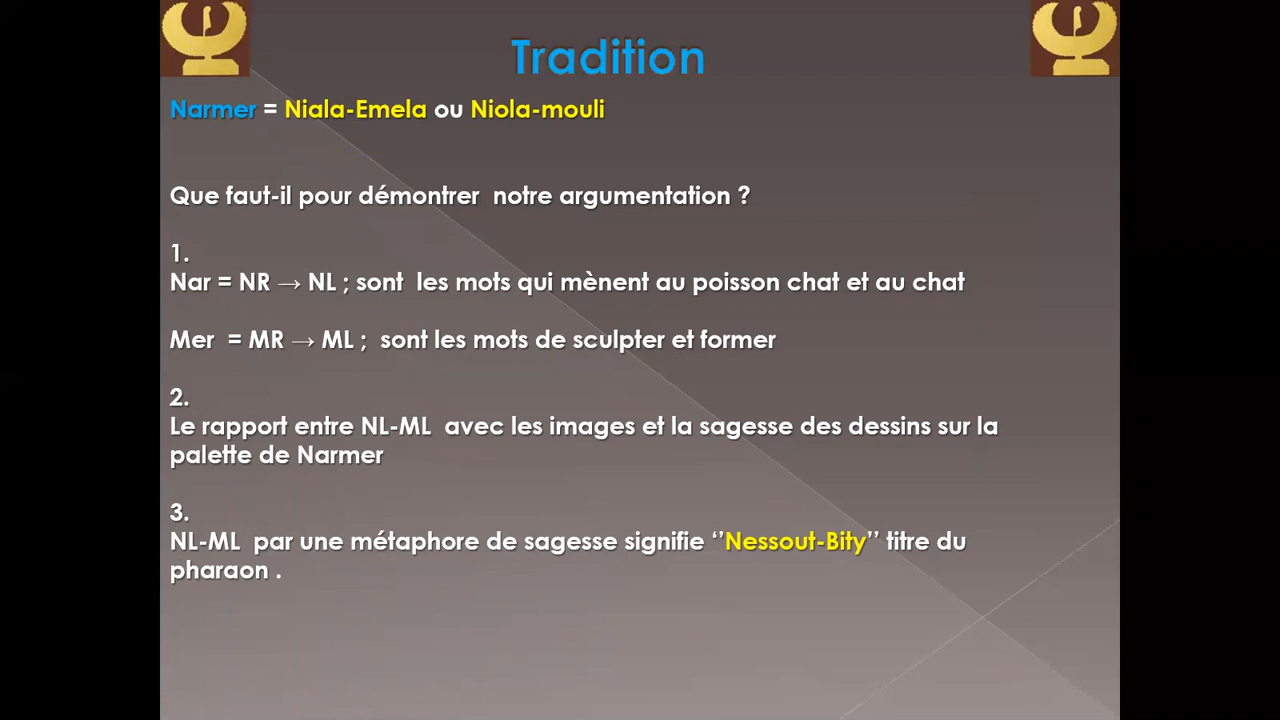 Tradition
Narmer = Niala-Emela ou Niola-mouli
Que faut-il pour démontrer notre argumentation ?
1.
Nar = NR → NL ; sont les mots qui mènent au poisson chat et au chat
Mer = MR → ML ; sont les mots de sculpter et former
2.
Le rapport entre NL-ML avec les images et la sagesse des dessins sur la
palette de Narmer
3.
NL-ML par une métaphore de sagesse signifie ‘’Nessout-Bity’’ titre du
pharaon .